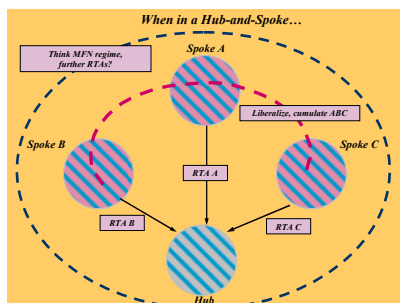 When in a Hub-and-Spoke…
Think MFN regime,
further RTAs?
Spoke A
Liberalize, cumulate ABC
Spoke B
Spoke C
RTA A
RTA B
RTA C
Hub